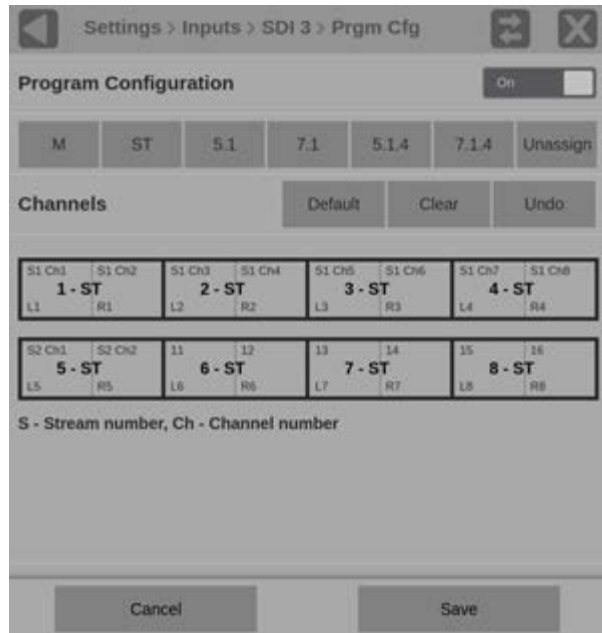 Settings > Inputs > SDI 3 > Prgm Cfg
Program Configuration On
M ST 5.1 7.1 5.1.4 7.1.4 Unassign
Channels Default Clear Undo
S1 Ch1 S1 Ch2 S1 Ch3 S1 Ch4 S1 Ch5 S1 Ch6 S1 Ch7 S1 Ch8
1 - ST 2 - ST 3 - ST 4 - ST
L1 R1 L2 R2 L3 R3 L4 R4
S2 Ch1 S2 Ch2 11 12 13 14 15 16
5 - ST 6 - ST 7 - ST 8 - ST
L5 R5 L6 R6 L7 R7 L8 R8
S - Stream number, Ch - Channel number
Cancel Save